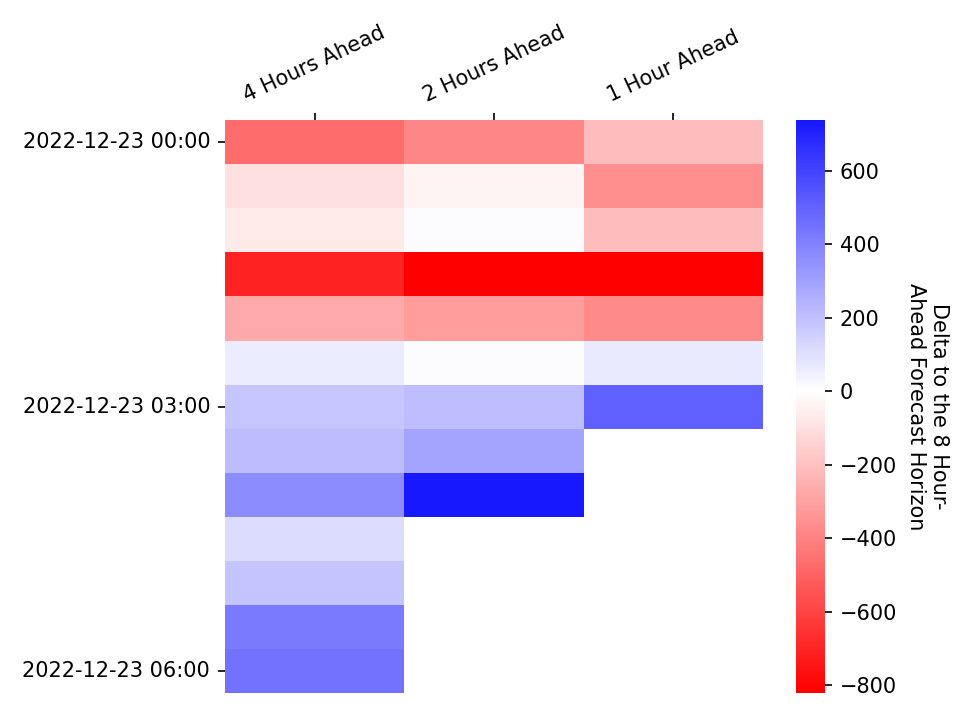 4 Hours Ahead
2 Hours Ahead
1 Hour Ahead
2022-12-23 00:00
2022-12-23 03:00
2022-12-23 06:00
600
400
200
0
−200
−400
−600
−800
Delta to the 8 Hour-
Ahead Forecast Horizon